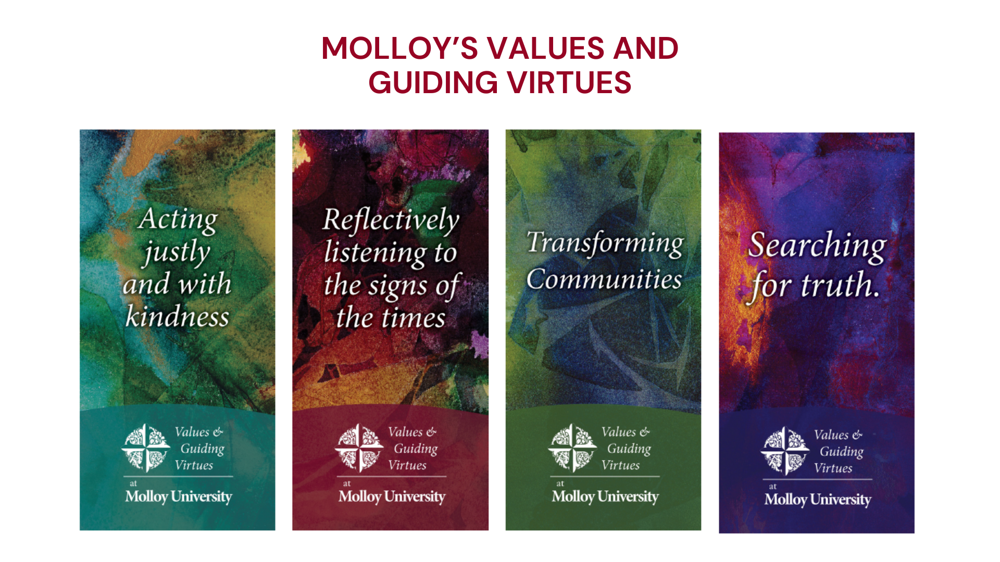 MOLLOY’S VALUES AND
GUIDING VIRTUES
Acting
justly
and with
kindness
Values &
Guiding
Virtues
at
Molloy University
Reflectively
listening to
the signs of
the times
Values &
Guiding
Virtues
at
Molloy University
Transforming
Communities
Values &
Guiding
Virtues
at
Molloy University
Searching
for truth.
Values &
Guiding
Virtues
at
Molloy University